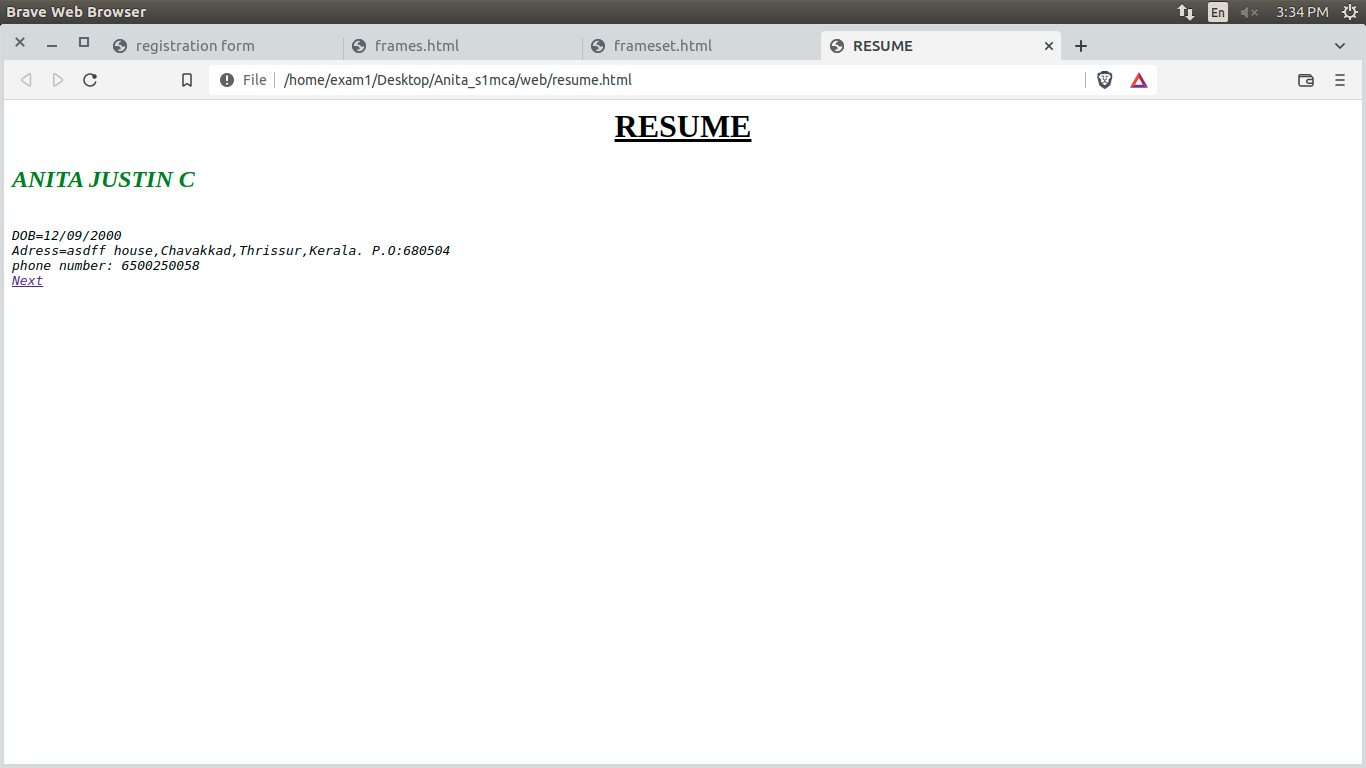 Brave Web Browser
En
3:34 PM
registration form
frames.html
frameset.html
RESUME
File
/home/exam1/Desktop/Anita_s1mca/web/resume.html
RESUME
ANITA JUSTIN C
DOB=12/09/2000
Adress=asdff house,Chavakkad,Thrissur,Kerala. P.O:680504
phone number: 6500250058
Next